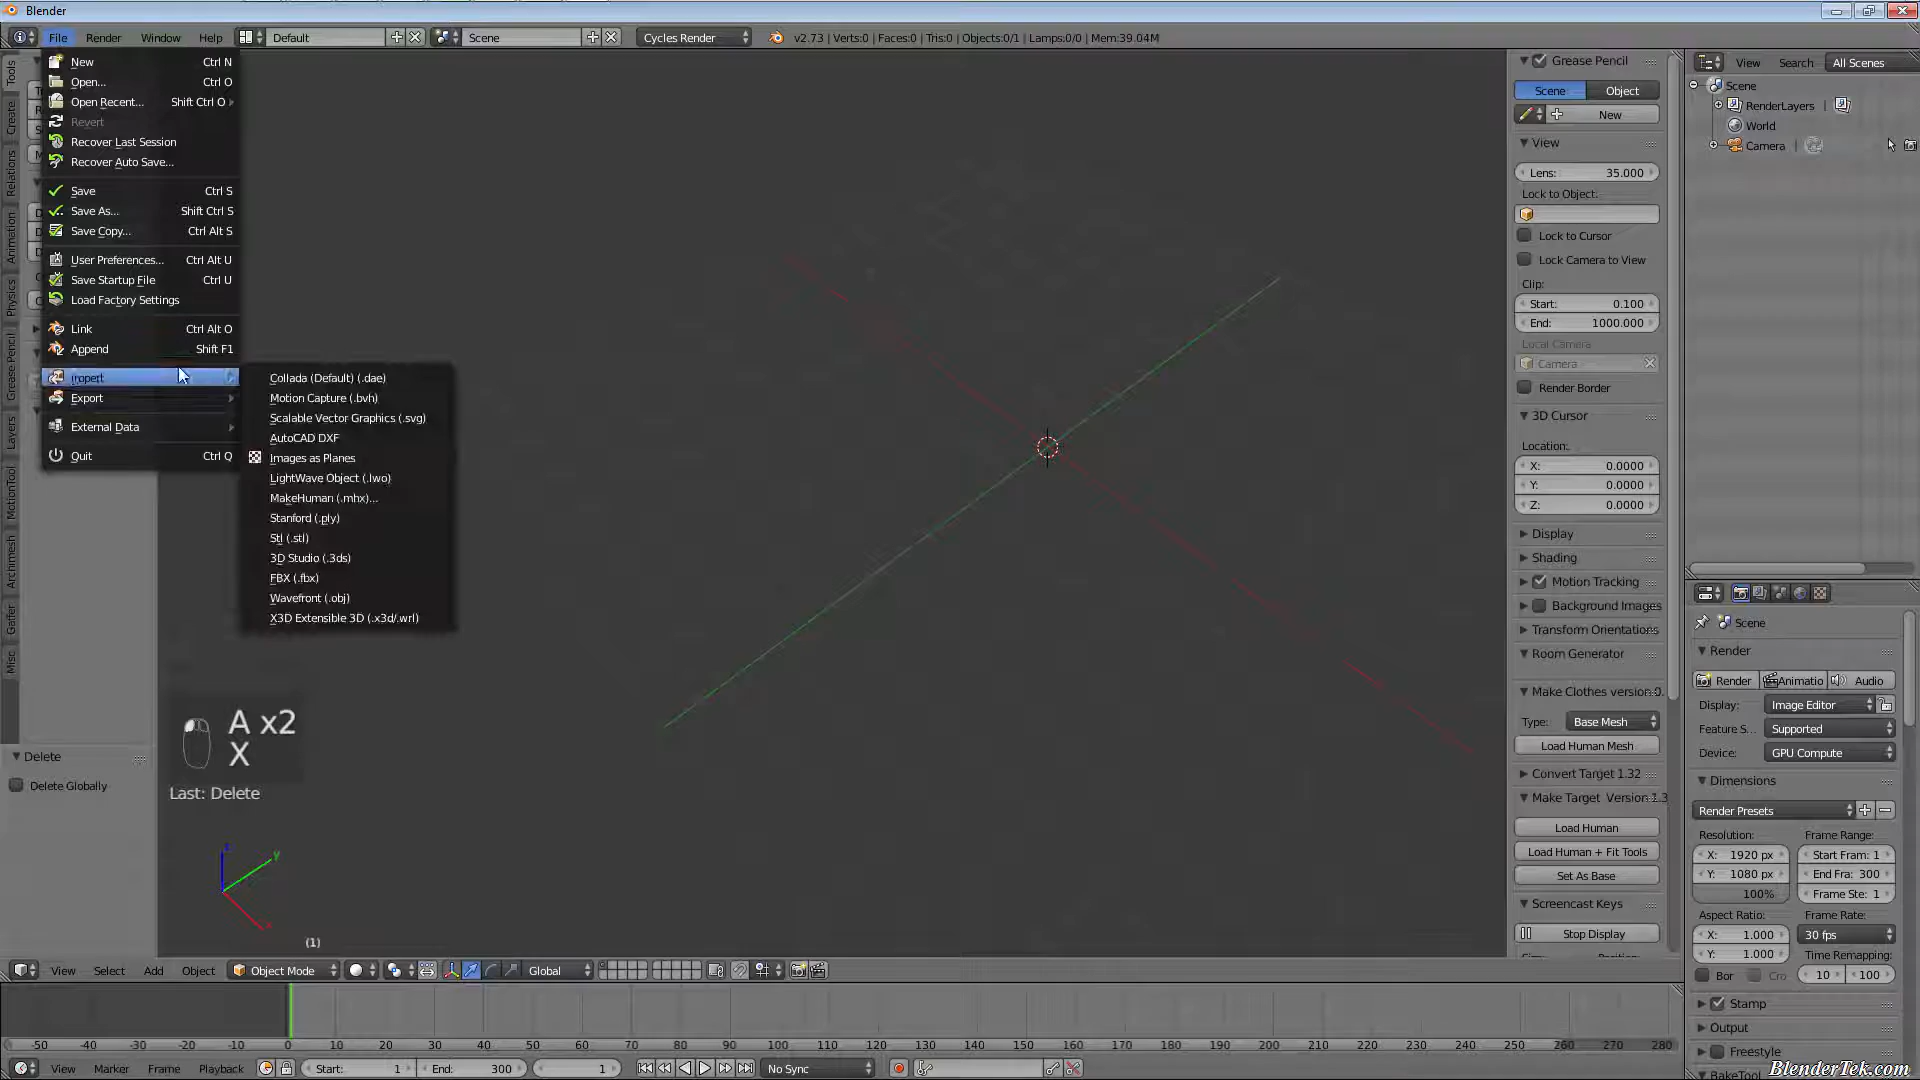 Blender
File Render Window Help Default Scene Cycles Render v2.73 | Verts:0 | Faces:0 | Tris:0 | Objects:0/1 | Lamps:0/0 | Mem:39.04M
New Ctrl N
Open... Ctrl O
Open Recent... Shift Ctrl O
Revert
Recover Last Session
Recover Auto Save...
Save Ctrl S
Save As... Shift Ctrl S
Save Copy... Ctrl Alt S
User Preferences... Ctrl Alt U
Save Startup File Ctrl U
Load Factory Settings
Link Ctrl Alt O
Append Shift F1
Export
External Data
Quit Ctrl Q
Collada (Default) (.dae)
Motion Capture (.bvh)
Scalable Vector Graphics (.svg)
AutoCAD DXF
Images as Planes
LightWave Object (.lwo)
MakeHuman (.mhx)...
Stanford (.ply)
Stl (.stl)
3D Studio (.3ds)
FBX (.fbx)
Wavefront (.obj)
X3D Extensible 3D (.x3d/.wrl)
Tools
Create
Relations
Animation
Physics
Grease Pencil
Layers
MotionTool
Archimesh
Gaffer
Misc
Delete
Delete Globally
A x2
X
Last: Delete
z
y
x
(1)
Grease Pencil
Scene Object
New
View
Lens: 35.000
Lock to Object:
Lock to Cursor
Lock Camera to View
Clip:
Start: 0.100
End: 1000.000
Local Camera
Camera
Render Border
3D Cursor
Location:
X: 0.0000
Y: 0.0000
Z: 0.0000
Display
Shading
Motion Tracking
Background Images
Transform Orientations
Room Generator
Make Clothes version 0.
Type: Base Mesh
Load Human Mesh
Convert Target 1.32
Make Target Version 1.3
Load Human
Load Human + Fit Tools
Set As Base
Screencast Keys
Stop Display
View Search All Scenes
Scene
RenderLayers |
World
Camera |
Scene
Render
Render Animatio Audio
Display: Image Editor
Feature S... Supported
Device: GPU Compute
Dimensions
Render Presets
Resolution: Frame Range:
X: 1920 px Start Fram: 1
Y: 1080 px End Fra: 300
100% Frame Ste: 1
Aspect Ratio: Frame Rate:
X: 1.000 30 fps
Y: 1.000 Time Remapping:
Bor Cro 10 100
Stamp
Output
Freestyle
BakeTool
View Select Add Object Object Mode Global
-50 -40 -30 -20 -10 0 10 20 30 40 50 60 70 80 90 100 110 120 130 140 150 160 170 180 190 200 210 220 230 240 250 260 270 280
View Marker Frame Playback Start: 1 End: 300 1 No Sync
BlenderTek.com